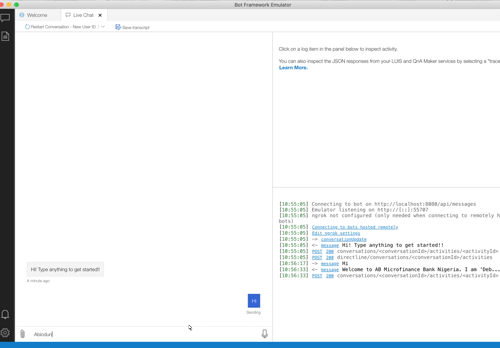 Bot Framework Emulator
Welcome
Live Chat
Restart Conversation - New User ID
Save transcript
Click on a log item in the panel below to inspect activity.
You can also inspect the JSON responses from your LUIS and QnA Maker services by selecting a "trace
Learn More.
[10:55:05] Connecting to bot on http://localhost:8080/api/messages
[10:55:05] Emulator listening on http://[::]:55707
[10:55:05] ngrok not configured (only needed when connecting to remotely h
bots)
[10:55:05] Connecting to bots hosted remotely
[10:55:05] Edit ngrok settings
[10:55:05] -> conversationUpdate
[10:55:05] <- message Hi! Type anything to get started!!
[10:55:05] POST 200 conversations/<conversationId>/activities/<activityId>
[10:55:05] POST 200 directline/conversations/<conversationId>/activities
[10:56:17] -> message Hi
[10:56:33] <- message Welcome to AB Microfinance Bank Nigeria. I am 'Deb...
[10:56:33] POST 200 conversations/<conversationId>/activities/<activityId>
Hi! Type anything to get started!!
A minute ago
Hi
Sending